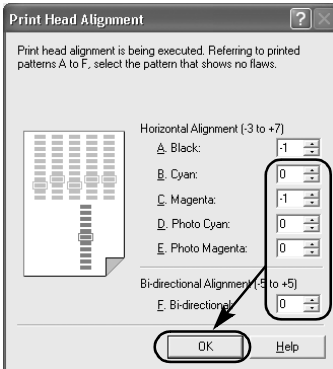 Print Head Alignment
Print head alignment is being executed. Referring to printed
patterns A to F, select the pattern that shows no flaws.
Horizontal Alignment (-3 to +7)
A. Black: -1
B. Cyan: 0
C. Magenta: -1
D. Photo Cyan: 0
E. Photo Magenta: 0
Bi-directional Alignment (-5 to +5)
F. Bi-directional: 0
OK Help